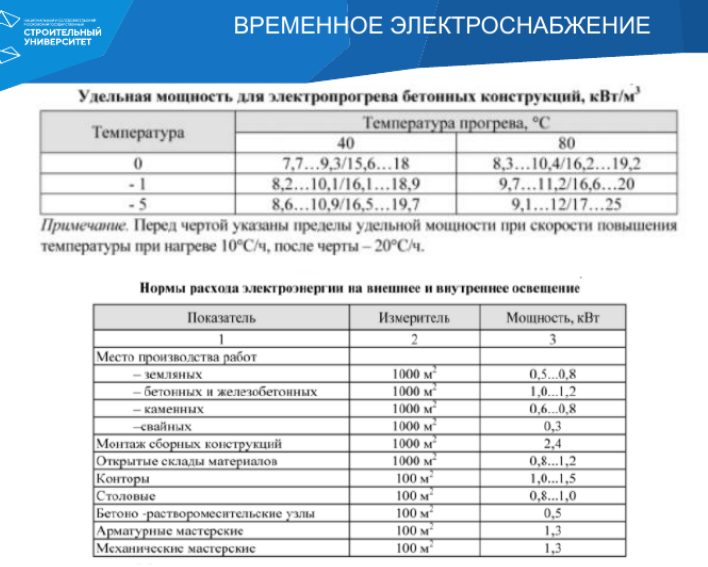 НАЦИОНАЛЬНЫЙ ИССЛЕДОВАТЕЛЬСКИЙ
МОСКОВСКИЙ ГОСУДАРСТВЕННЫЙ
СТРОИТЕЛЬНЫЙ
УНИВЕРСИТЕТ
ВРЕМЕННОЕ ЭЛЕКТРОСНАБЖЕНИЕ
Удельная мощность для электропрогрева бетонных конструкций, кВт/м³
Температура Температура прогрева, °С
40 80
0 7,7…9,3/15,6…18 8,3…10,4/16,2…19,2
- 1 8,2…10,1/16,1…18,9 9,7…11,2/16,6…20
- 5 8,6…10,9/16,5…19,7 9,1…12/17…25
Примечание. Перед чертой указаны пределы удельной мощности при скорости повышения
температуры при нагреве 10°С/ч, после черты – 20°С/ч.
Нормы расхода электроэнергии на внешнее и внутреннее освещение
Показатель Измеритель Мощность, кВт
1 2 3
Место производства работ
– земляных 1000 м² 0,5...0,8
– бетонных и железобетонных 1000 м² 1,0...1,2
– каменных 1000 м² 0,6...0,8
–свайных 1000 м² 0,3
Монтаж сборных конструкций 1000 м² 2,4
Открытые склады материалов 1000 м² 0,8...1,2
Конторы 100 м² 1,0...1,5
Столовые 100 м² 0,8...1,0
Бетоно -растворомесительские узлы 100 м² 0,5
Арматурные мастерские 100 м² 1,3
Механические мастерские 100 м² 1,3